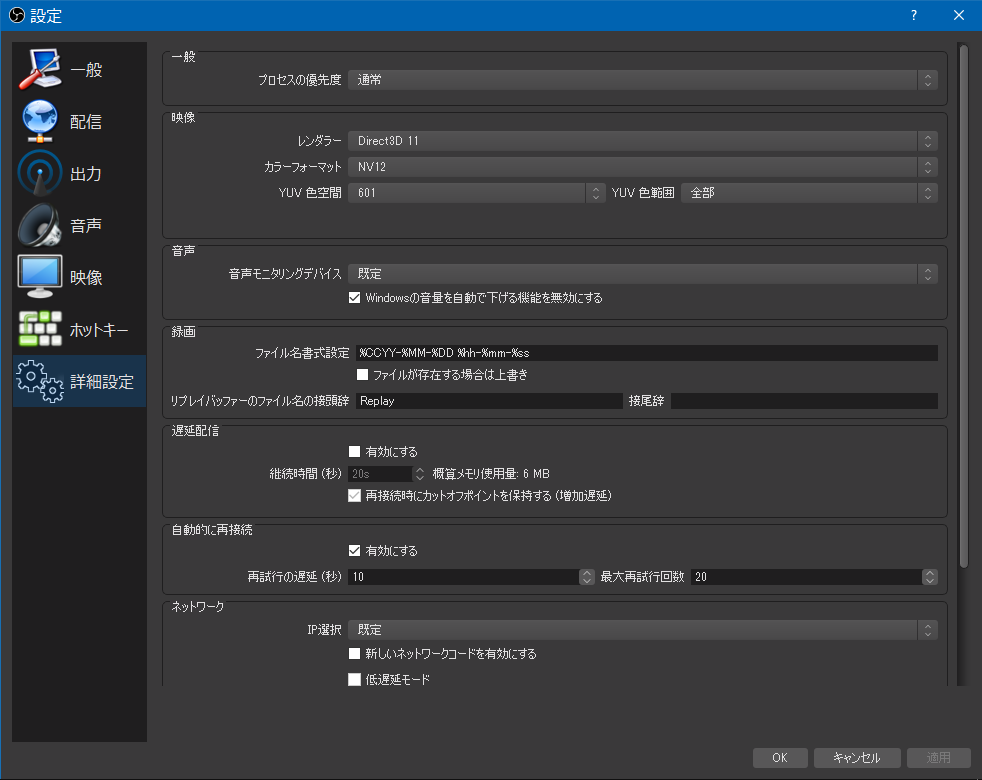 設定
?
一般
配信
出力
音声
映像
ホットキー
詳細設定
一般
プロセスの優先度 通常
映像
レンダラー Direct3D 11
カラーフォーマット NV12
YUV 色空間 601 YUV 色範囲 全部
音声
音声モニタリングデバイス 既定
Windowsの音量を自動で下げる機能を無効にする
録画
ファイル名書式設定 %CCYY-%MM-%DD %hh-%mm-%ss
ファイルが存在する場合は上書き
リプレイバッファーのファイル名の接頭辞 Replay 接尾辞
遅延配信
有効にする
継続時間 (秒) 20s 概算メモリ使用量: 6 MB
再接続時にカットオフポイントを保持する (増加遅延)
自動的に再接続
有効にする
再試行の遅延 (秒) 10 最大再試行回数 20
ネットワーク
IP選択 既定
新しいネットワークコードを有効にする
低遅延モード
OK キャンセル 適用